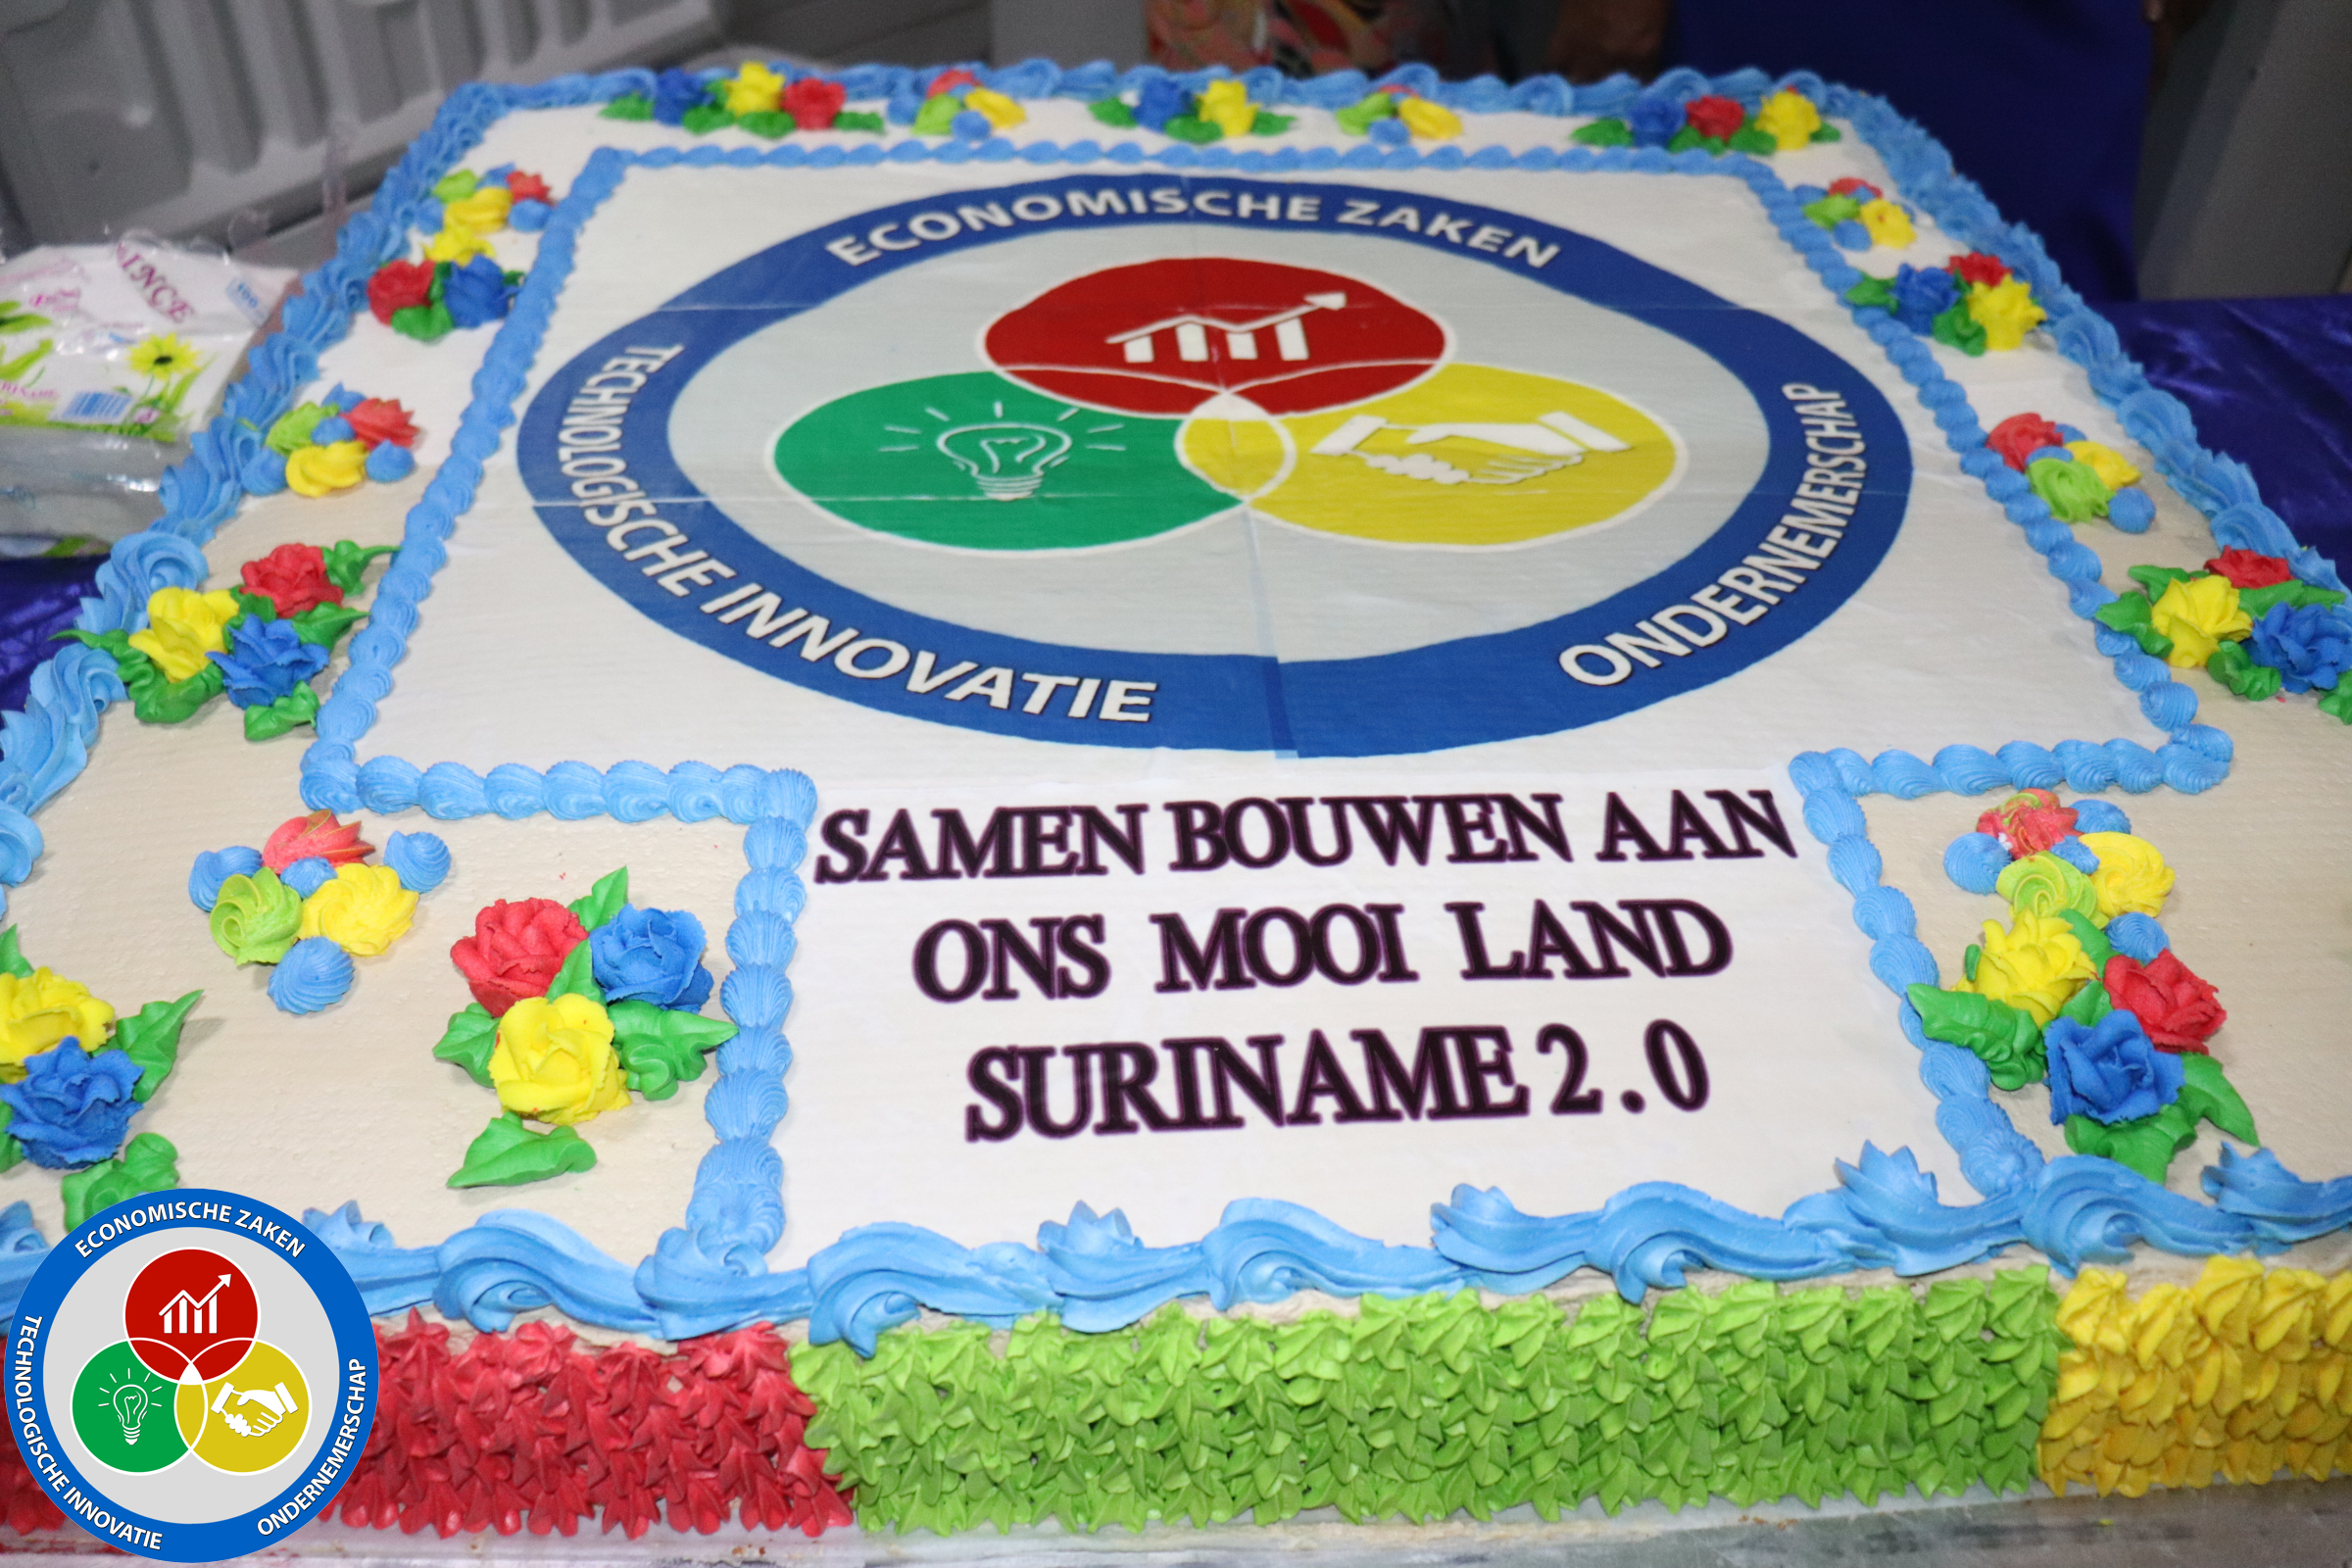 ECONOMISCHE ZAKEN
TECHNOLOGISCHE INNOVATIE
ONDERNEMERSCHAP
SAMEN BOUWEN AAN
ONS MOOI LAND
SURINAME 2.0
ECONOMISCHE ZAKEN
TECHNOLOGISCHE INNOVATIE
ONDERNEMERSCHAP